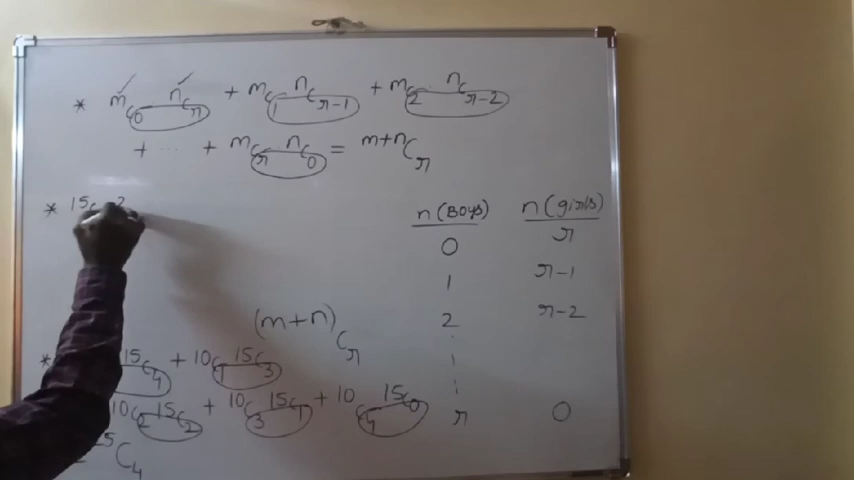 * mC0 nCr + mC1 nCr-1 + mC2 nCr-2
+ ... + mCr nC0 = m+nCr
* 15C
n(Boys) n(girls)
0 r
1 r-1
2 r-2
(m+n)Cr
* 15C4 + 10C1 15C3
10C2 15C2 + 10C3 15C1 + 10C4 15C0
r 0
25C4